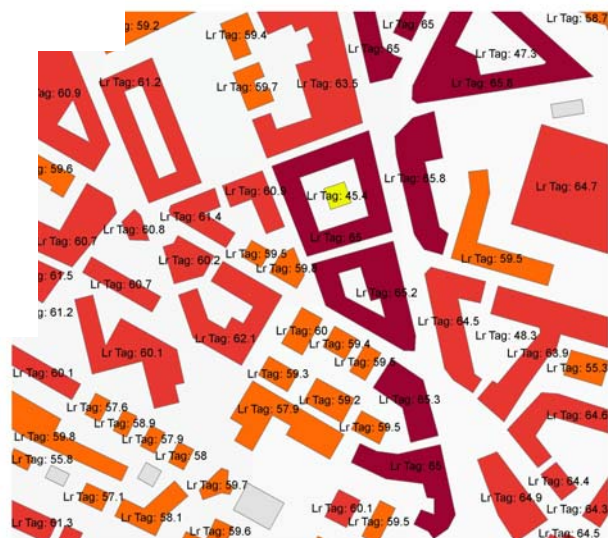 Lr Tag: 59.2
Lr Tag: 59.4
Lr Tag: 65
Lr Tag: 65
Lr Tag: 58.7
Lr Tag: 47.3
Lr Tag: 61.2
Lr Tag: 59.7
Lr Tag: 63.5
Lr Tag: 65.8
Tag: 60.9
Tag: 59.6
Lr Tag: 60.9
Lr Tag: 45.4
Lr Tag: 65.8
Lr Tag: 64.7
Lr Tag: 61.4
Lr Tag: 60.8
Lr Tag: 60.7
Lr Tag: 65
Lr Tag: 59.5
Lr Tag: 60.2
Lr Tag: 59.8
Lr Tag: 59.5
Tag: 61.5
Lr Tag: 60.7
Lr Tag: 65.2
61.2
Lr Tag: 62.1
Lr Tag: 60
Lr Tag: 64.5
Lr Tag: 48.3
Lr Tag: 59.4
Lr Tag: 60.1
Lr Tag: 63.9
Lr Tag: 59.5
Lr Tag: 55.3
Lr Tag: 60.1
Lr Tag: 59.3
Lr Tag: 59.2
Lr Tag: 65.3
Lr Tag: 57.6
Lr Tag: 57.9
Lr Tag: 64.6
Lr Tag: 58.9
Lr Tag: 59.5
Lr Tag: 59.8
Lr Tag: 57.9
Lr Tag: 58
Lr Tag: 55.8
Lr Tag: 65
Lr Tag: 64.4
Lr Tag: 59.7
Lr Tag: 57.1
Lr Tag: 64.9
Lr Tag: 60.1
Lr Tag: 64.3
Lr Tag: 58.1
Lr Tag: 61.3
Lr Tag: 59.5
Lr Tag: 59.6
Lr Tag: 64.5